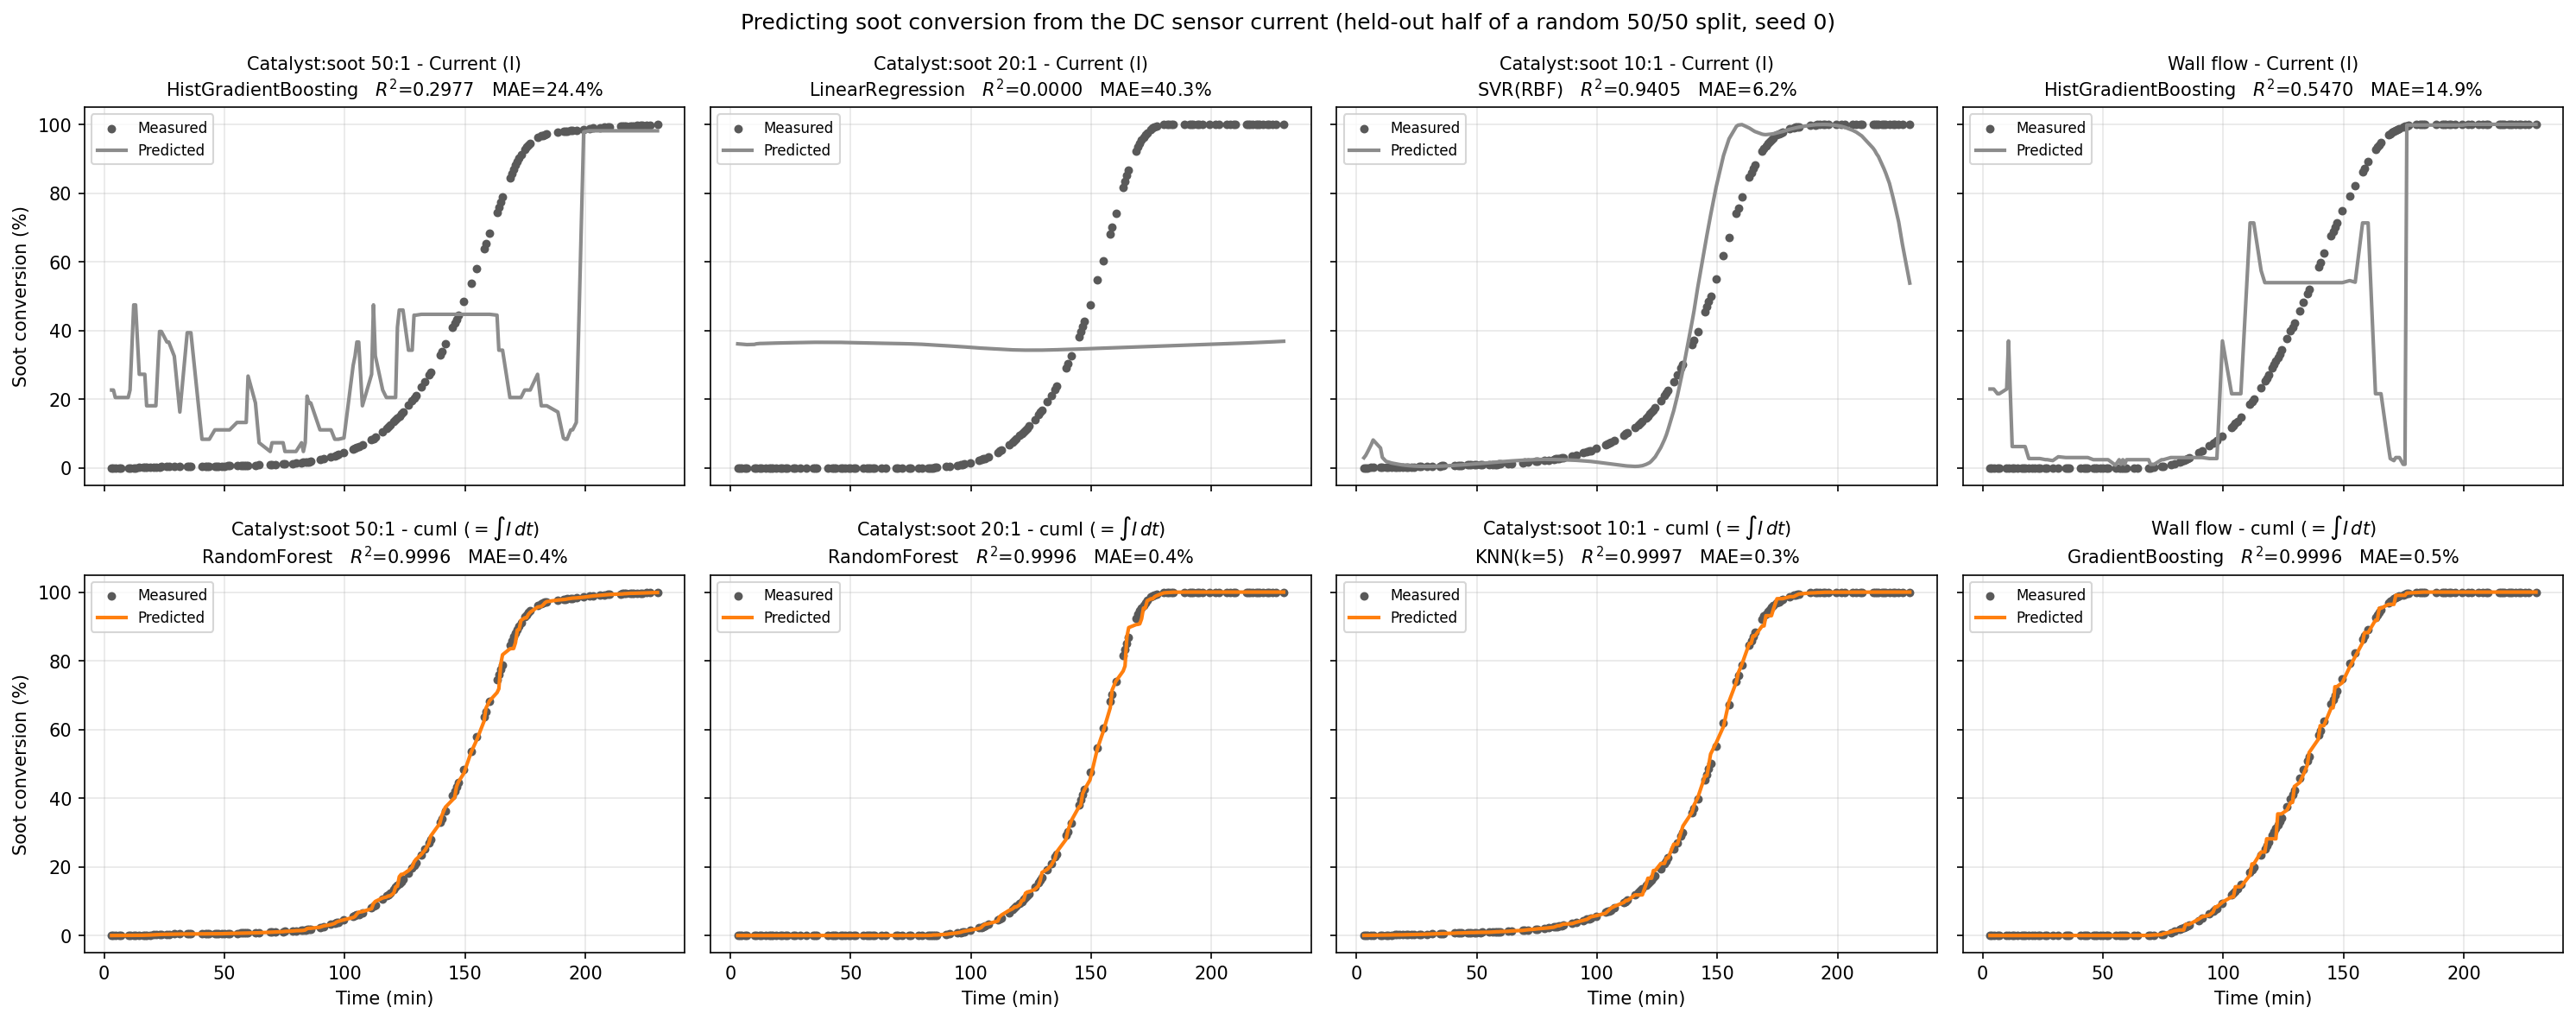 Predicting soot conversion from the DC sensor current (held-out half of a random 50/50 split, seed 0)
Catalyst:soot 50:1 - Current (I)
HistGradientBoosting R²=0.2977 MAE=24.4%
Catalyst:soot 20:1 - Current (I)
LinearRegression R²=0.0000 MAE=40.3%
Catalyst:soot 10:1 - Current (I)
SVR(RBF) R²=0.9405 MAE=6.2%
Wall flow - Current (I)
HistGradientBoosting R²=0.5470 MAE=14.9%
Soot conversion (%)
100
80
60
40
20
0
Measured
Predicted
Measured
Predicted
Measured
Predicted
Measured
Predicted
Catalyst:soot 50:1 - cumI (=∫I dt)
RandomForest R²=0.9996 MAE=0.4%
Catalyst:soot 20:1 - cumI (=∫I dt)
RandomForest R²=0.9996 MAE=0.4%
Catalyst:soot 10:1 - cumI (=∫I dt)
KNN(k=5) R²=0.9997 MAE=0.3%
Wall flow - cumI (=∫I dt)
GradientBoosting R²=0.9996 MAE=0.5%
Soot conversion (%)
100
80
60
40
20
0
Measured
Predicted
Measured
Predicted
Measured
Predicted
Measured
Predicted
0 50 100 150 200
0 50 100 150 200
0 50 100 150 200
0 50 100 150 200
Time (min)
Time (min)
Time (min)
Time (min)